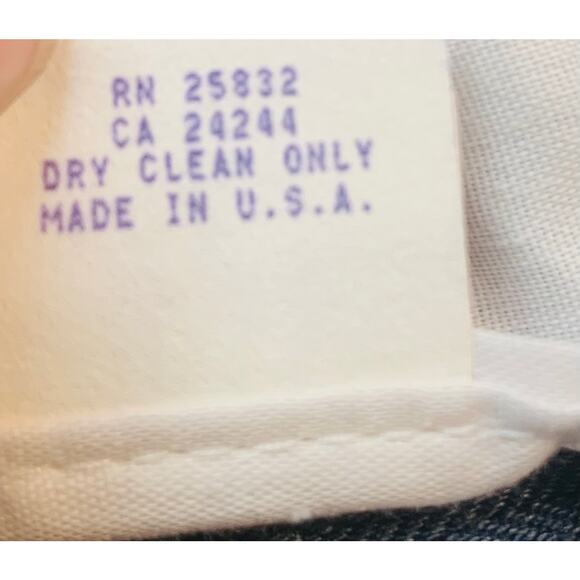 RN 25832
CA 24244
DRY CLEAN ONLY
MADE IN U.S.A.